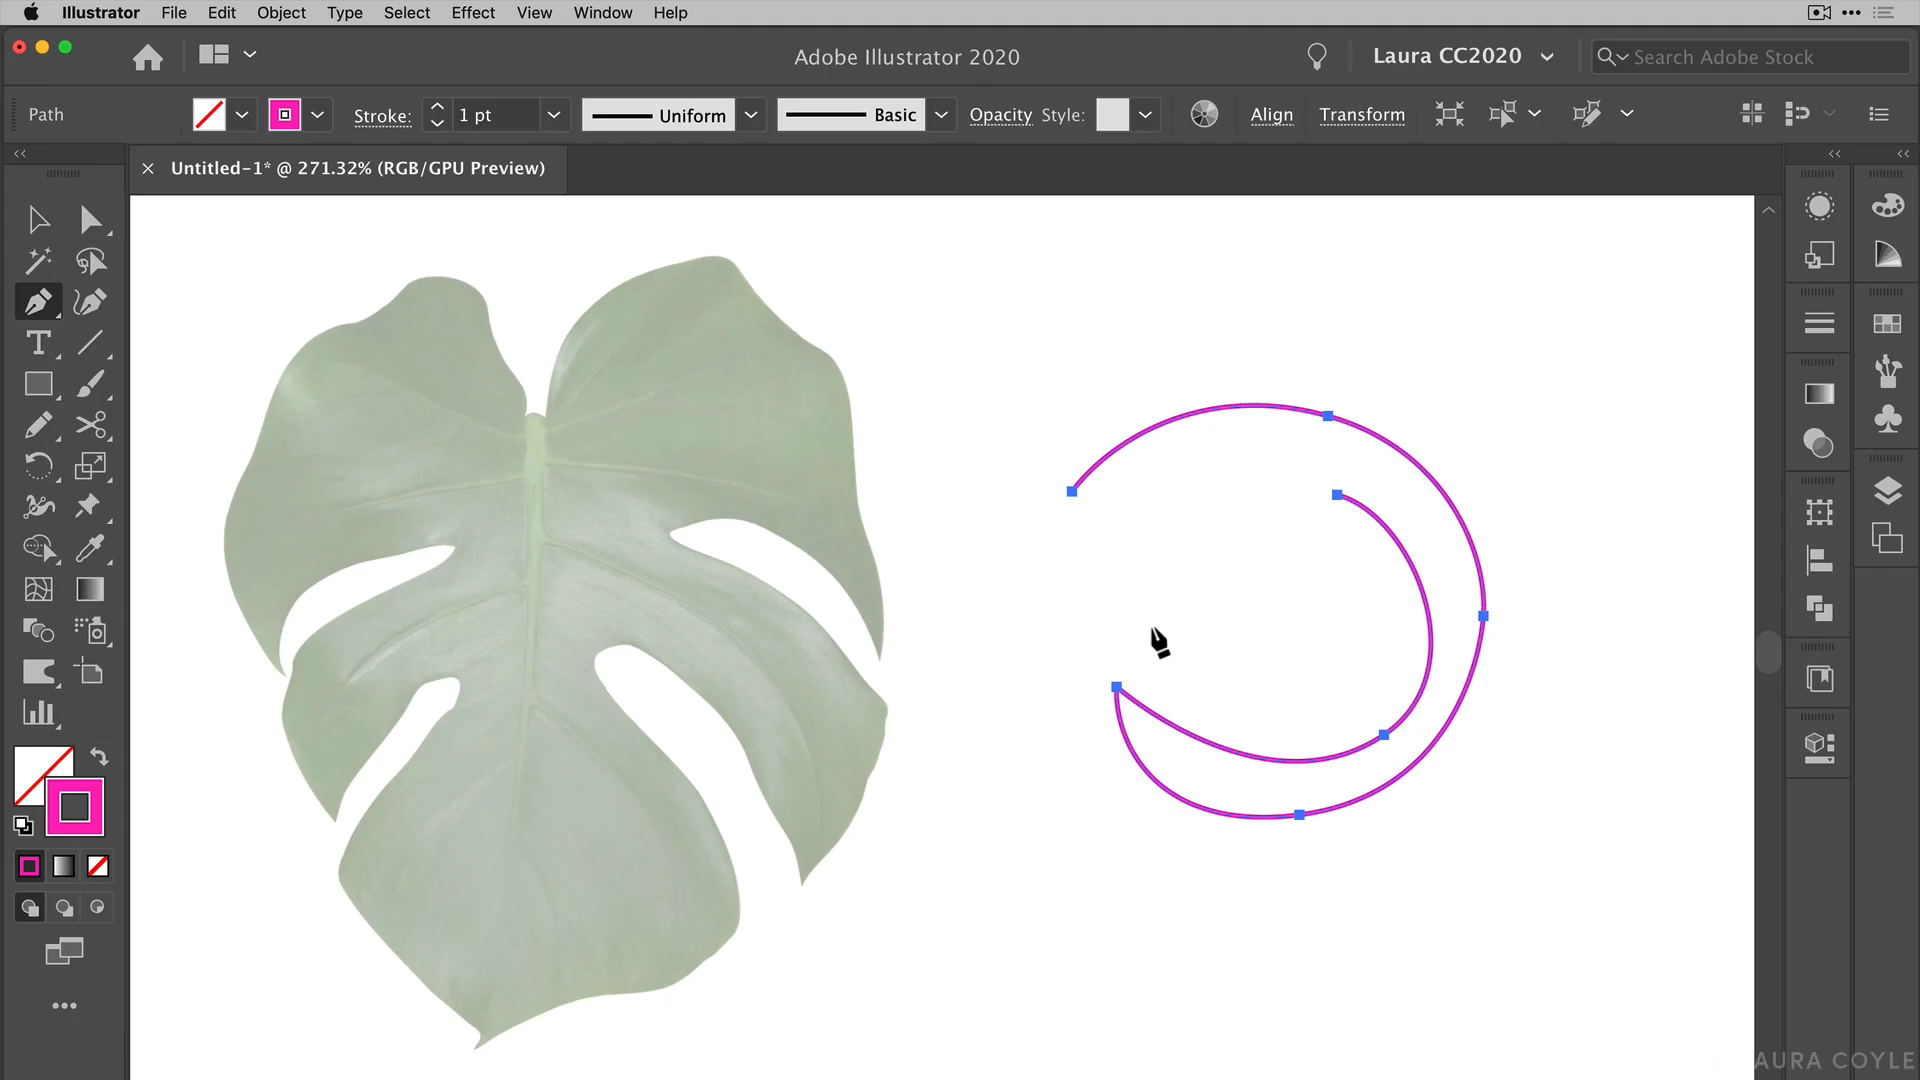 Illustrator File Edit Object Type Select Effect View Window Help
Adobe Illustrator 2020
Laura CC2020
Search Adobe Stock
Path
Stroke:
1 pt
Uniform
Basic
Opacity Style:
Align
Transform
Untitled-1* @ 271.32% (RGB/GPU Preview)
AURA COYLE